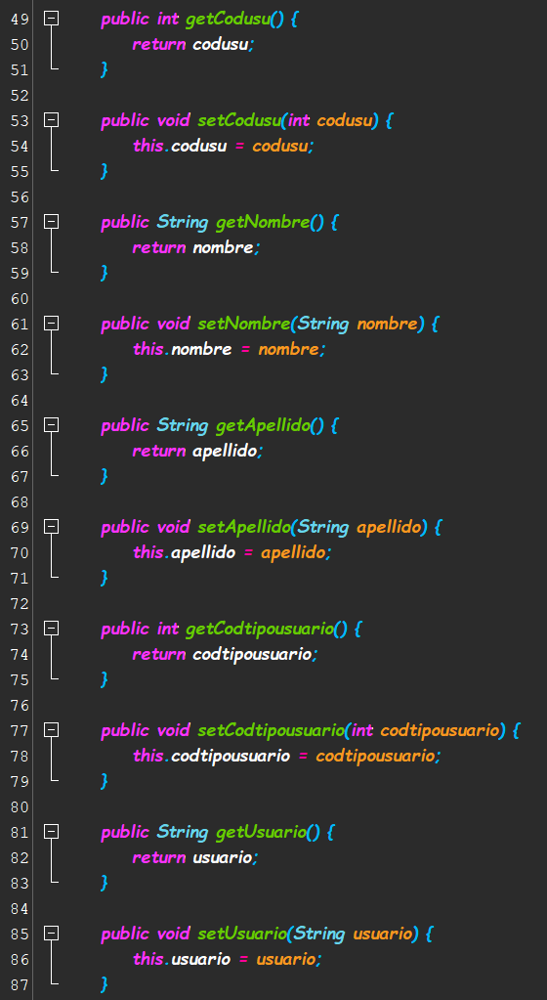 49 public int getCodusu() {
50 return codusu;
51 }
52
53 public void setCodusu(int codusu) {
54 this.codusu = codusu;
55 }
56
57 public String getNombre() {
58 return nombre;
59 }
60
61 public void setNombre(String nombre) {
62 this.nombre = nombre;
63 }
64
65 public String getApellido() {
66 return apellido;
67 }
68
69 public void setApellido(String apellido) {
70 this.apellido = apellido;
71 }
72
73 public int getCodtipousuario() {
74 return codtipousuario;
75 }
76
77 public void setCodtipousuario(int codtipousuario) {
78 this.codtipousuario = codtipousuario;
79 }
80
81 public String getUsuario() {
82 return usuario;
83 }
84
85 public void setUsuario(String usuario) {
86 this.usuario = usuario;
87 }